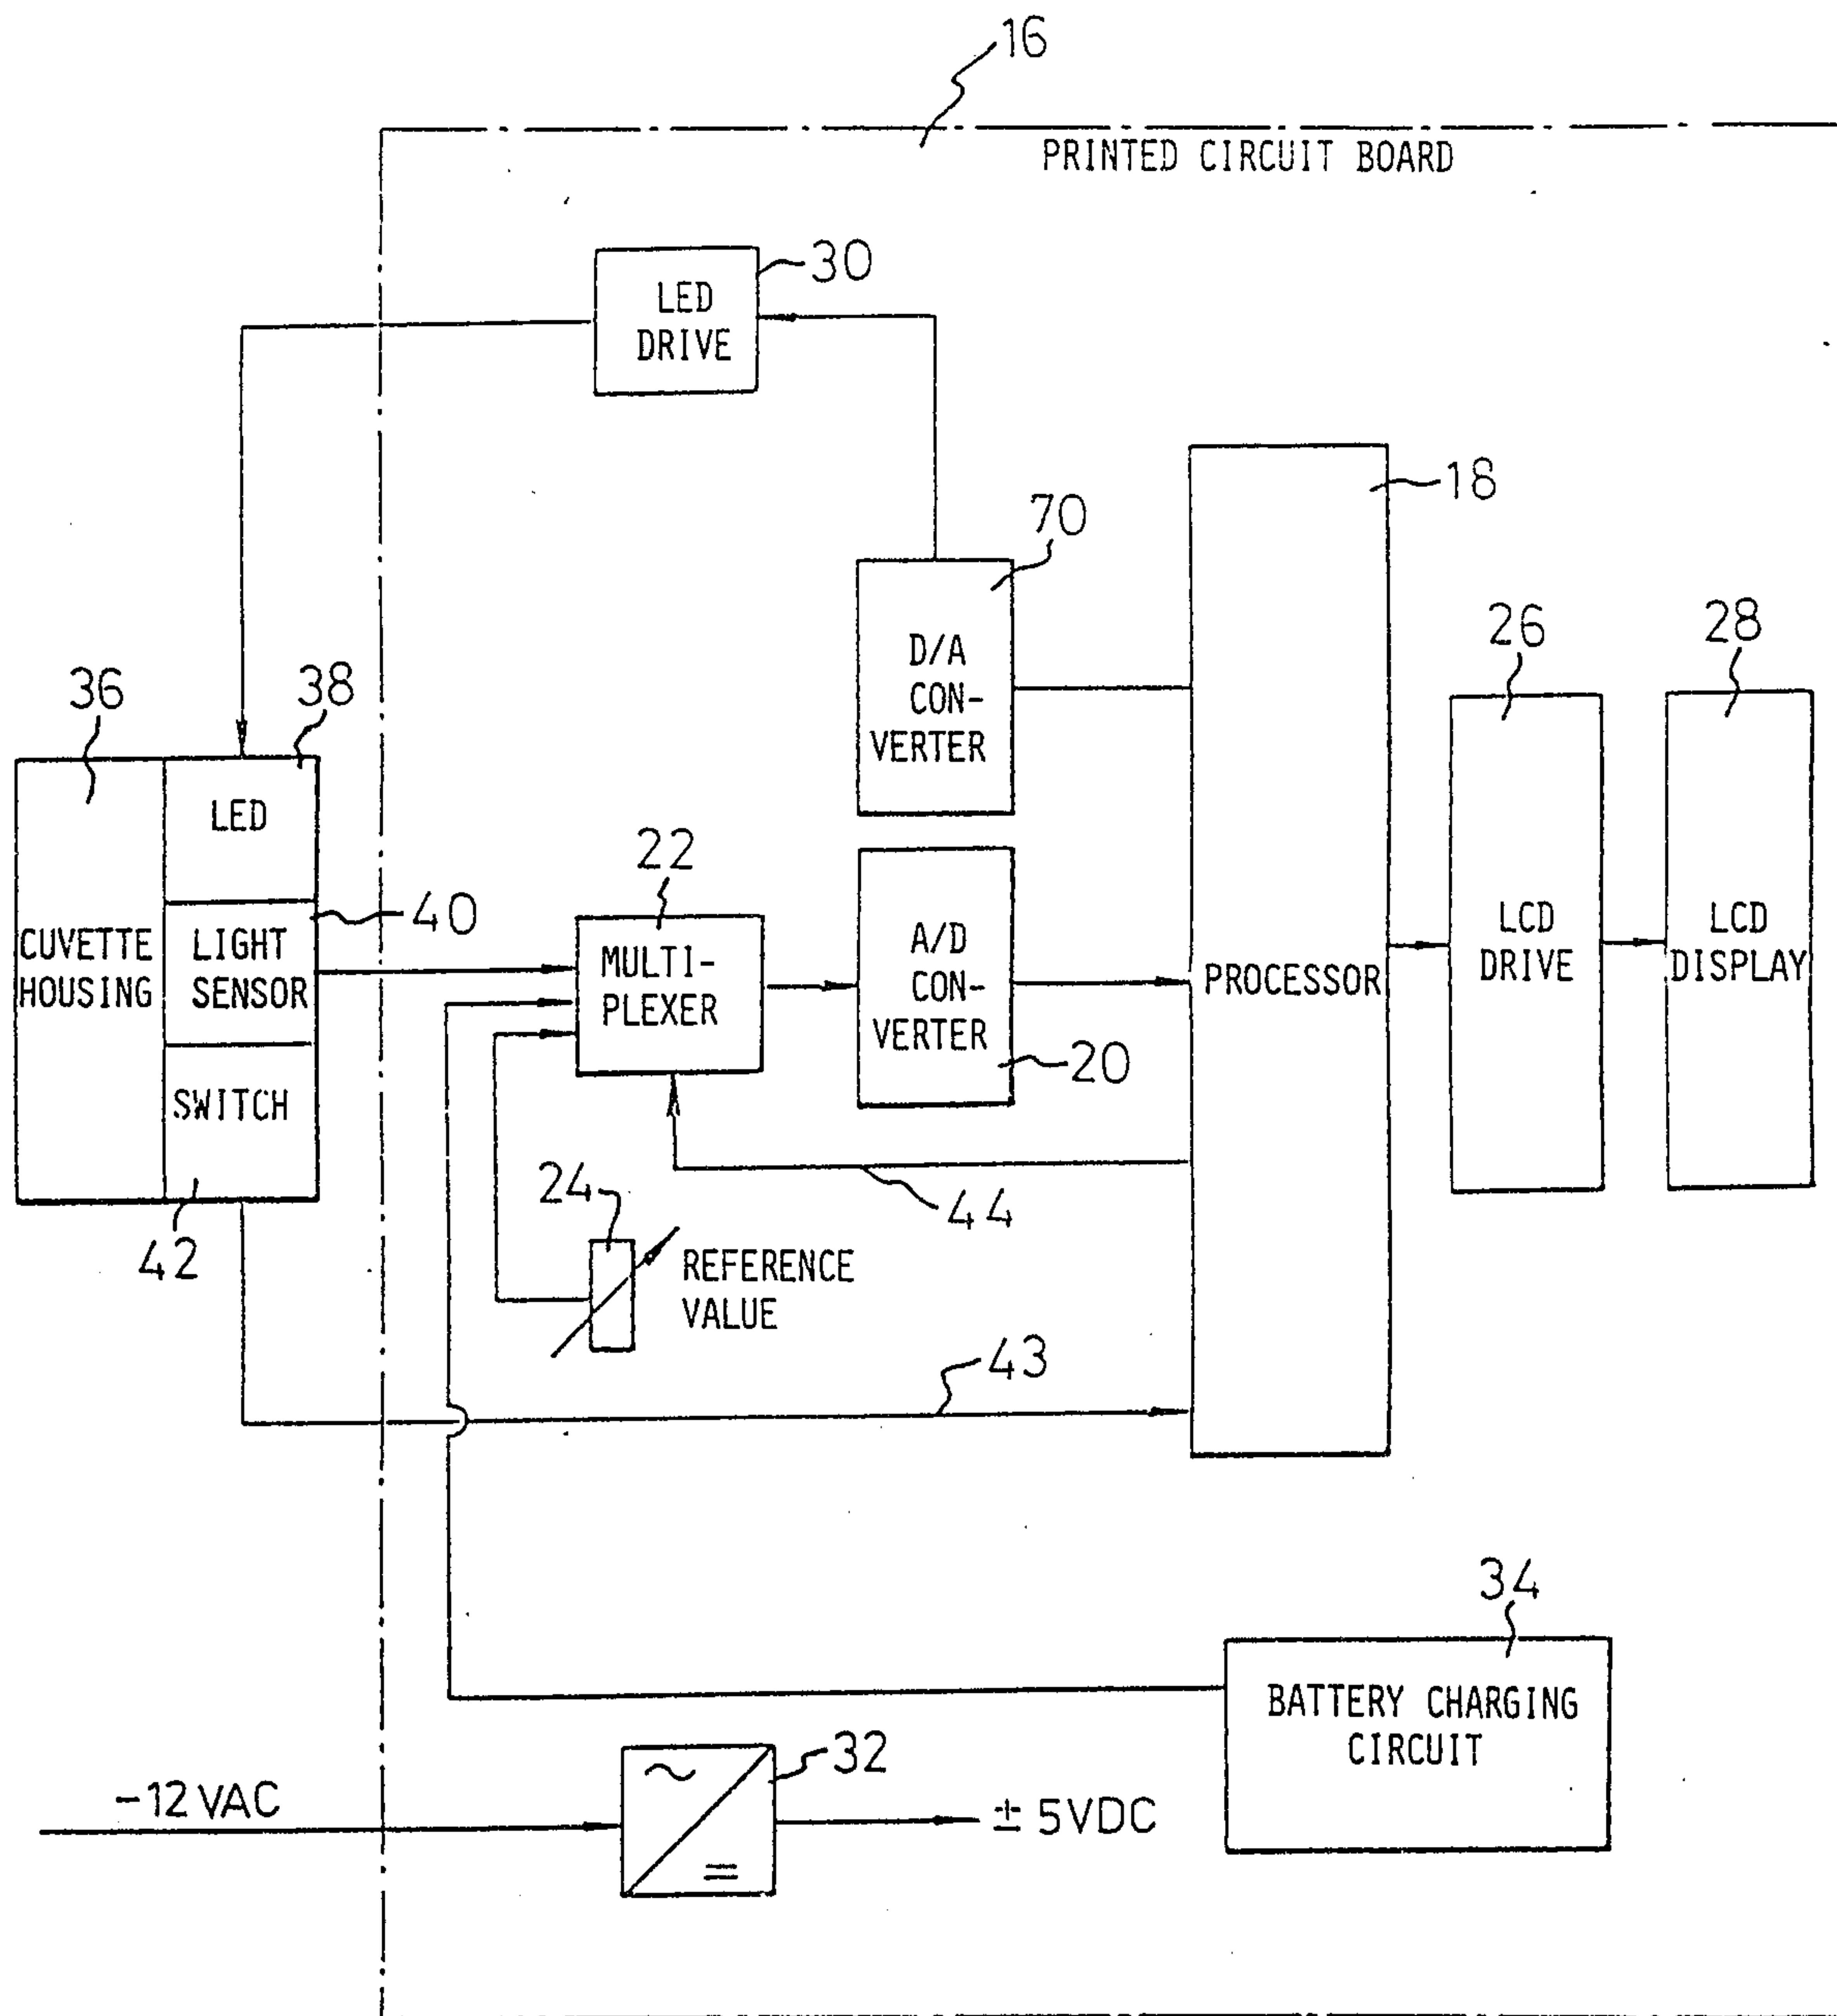 16
PRINTED CIRCUIT BOARD
30
LED
DRIVE
18
70
D/A
CON-
VERTER
26
28
36
38
LED
22
40
CUVETTE
HOUSING
LIGHT
SENSOR
MULTI-
PLEXER
A/D
CON-
VERTER
20
PROCESSOR
LCD
DRIVE
LCD
DISPLAY
SWITCH
42
24
44
REFERENCE
VALUE
43
34
BATTERY CHARGING
CIRCUIT
32
-12VAC
± 5VDC